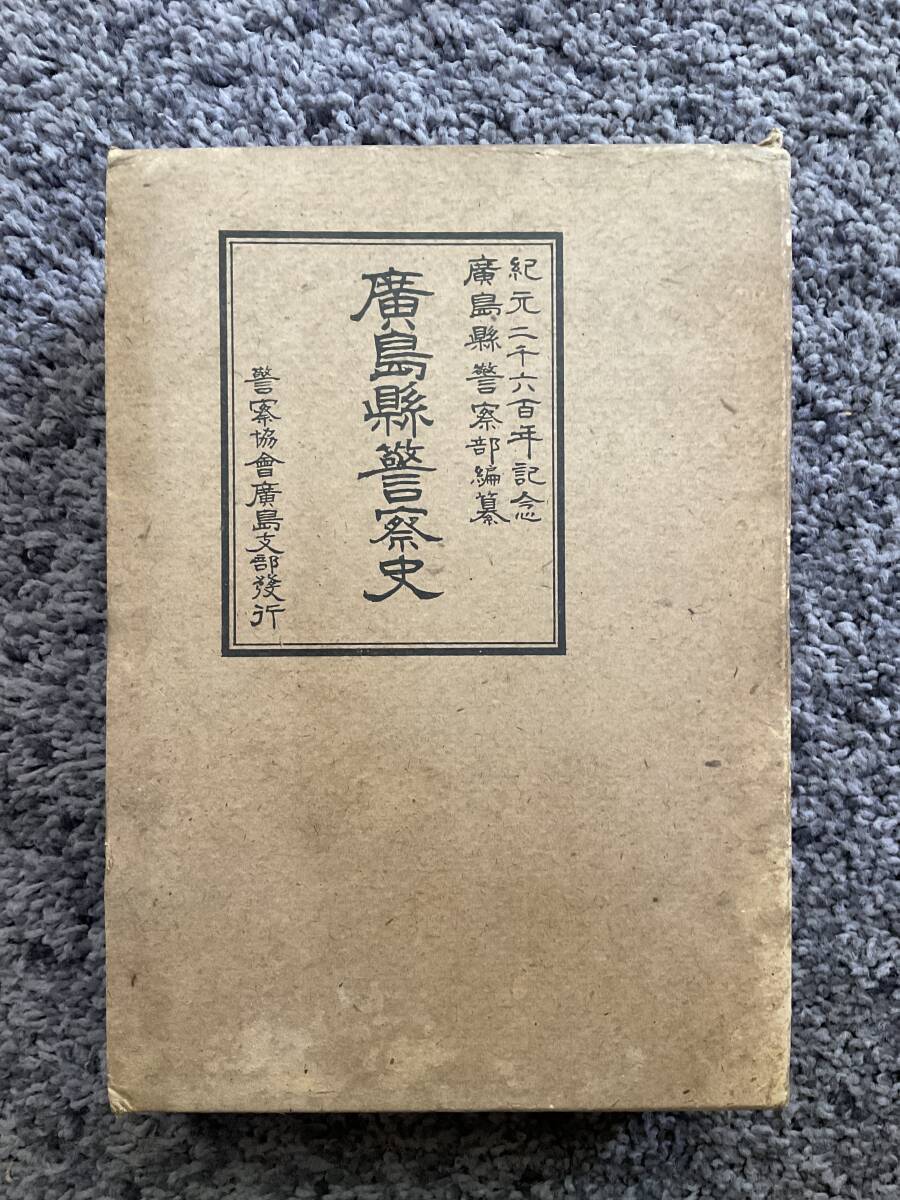 紀元二千六百年記念
廣島縣警察部編纂
廣島縣警察史
警察協會廣島支部發行